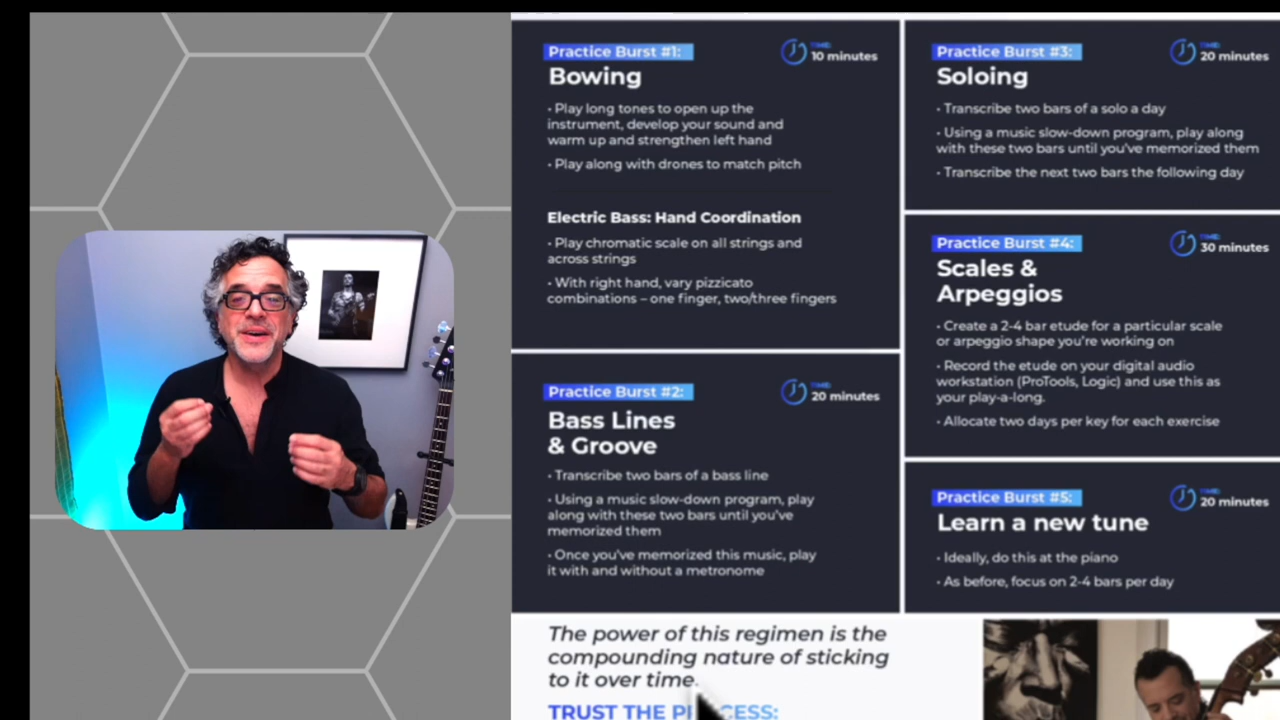 Practice Burst #1:
TIME:
10 minutes
Bowing
• Play long tones to open up the
instrument, develop your sound and
warm up and strengthen left hand
• Play along with drones to match pitch
Electric Bass: Hand Coordination
• Play chromatic scale on all strings and
across strings
• With right hand, vary pizzicato
combinations – one finger, two/three fingers
Practice Burst #2:
TIME:
20 minutes
Bass Lines
& Groove
• Transcribe two bars of a bass line
• Using a music slow-down program, play
along with these two bars until you've
memorized them
• Once you've memorized this music, play
it with and without a metronome
Practice Burst #3:
TIME:
20 minutes
Soloing
• Transcribe two bars of a solo a day
• Using a music slow-down program, play along
with these two bars until you've memorized them
• Transcribe the next two bars the following day
Practice Burst #4:
TIME:
30 minutes
Scales &
Arpeggios
• Create a 2-4 bar etude for a particular scale
or arpeggio shape you're working on
• Record the etude on your digital audio
workstation (ProTools, Logic) and use this as
your play-a-long.
• Allocate two days per key for each exercise
Practice Burst #5:
TIME:
20 minutes
Learn a new tune
• Ideally, do this at the piano
• As before, focus on 2-4 bars per day
The power of this regimen is the
compounding nature of sticking
to it over time.
TRUST THE